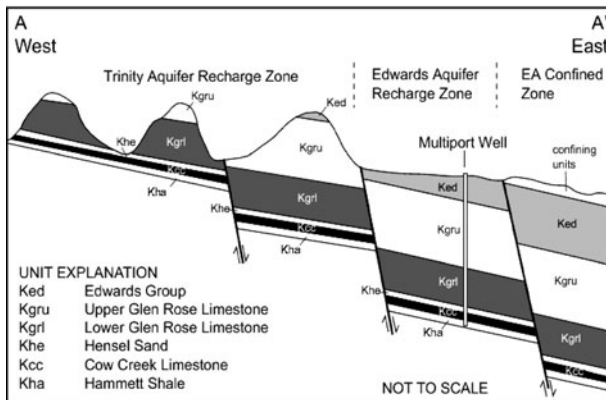 A
A'
West
East
Trinity Aquifer Recharge Zone
Edwards Aquifer
Recharge Zone
EA Confined
Zone
Kgru
Ked
Multiport Well
confining
units
Khe
Kgrl
Kgru
Kcc
Kha
Ked
Ked
Kgrl
Kgru
Khe
Kcc
Kgru
Kha
Kgrl
Khe
Kcc
Kgrl
Kha
Kcc
UNIT EXPLANATION
Ked Edwards Group
Kgru Upper Glen Rose Limestone
Kgrl Lower Glen Rose Limestone
Khe Hensel Sand
Kcc Cow Creek Limestone
Kha Hammett Shale
NOT TO SCALE